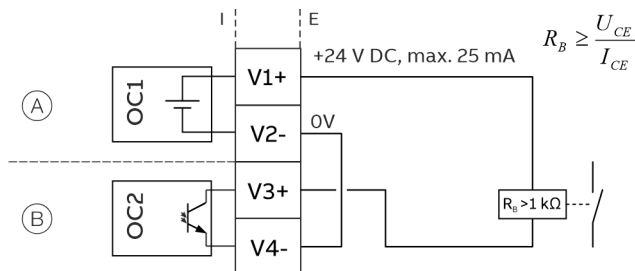 I E
+24 V DC, max. 25 mA
R_B ≥ U_CE / I_CE
A
OC1
V1+
V2-
0V
B
OC2
V3+
V4-
R_B >1 kΩ